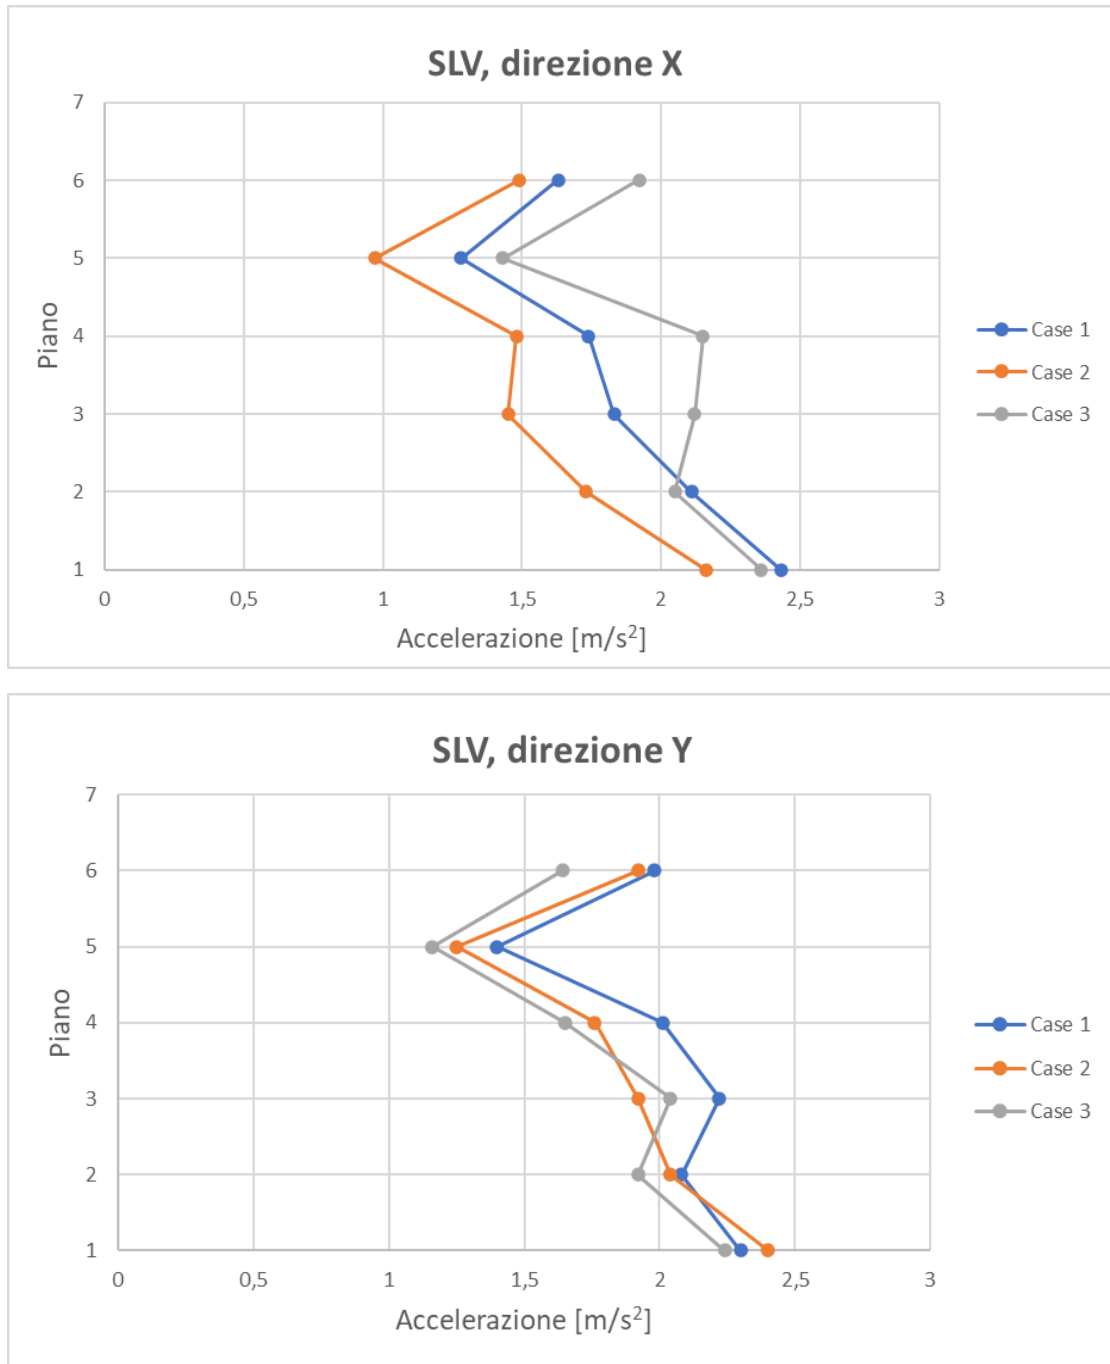 SLV, direzione X
7
6
5
4
3
2
1
Piano
0 0,5 1 1,5 2 2,5 3
Accelerazione [m/s²]
Case 1
Case 2
Case 3
SLV, direzione Y
7
6
5
4
3
2
1
Piano
0 0,5 1 1,5 2 2,5 3
Accelerazione [m/s²]
Case 1
Case 2
Case 3